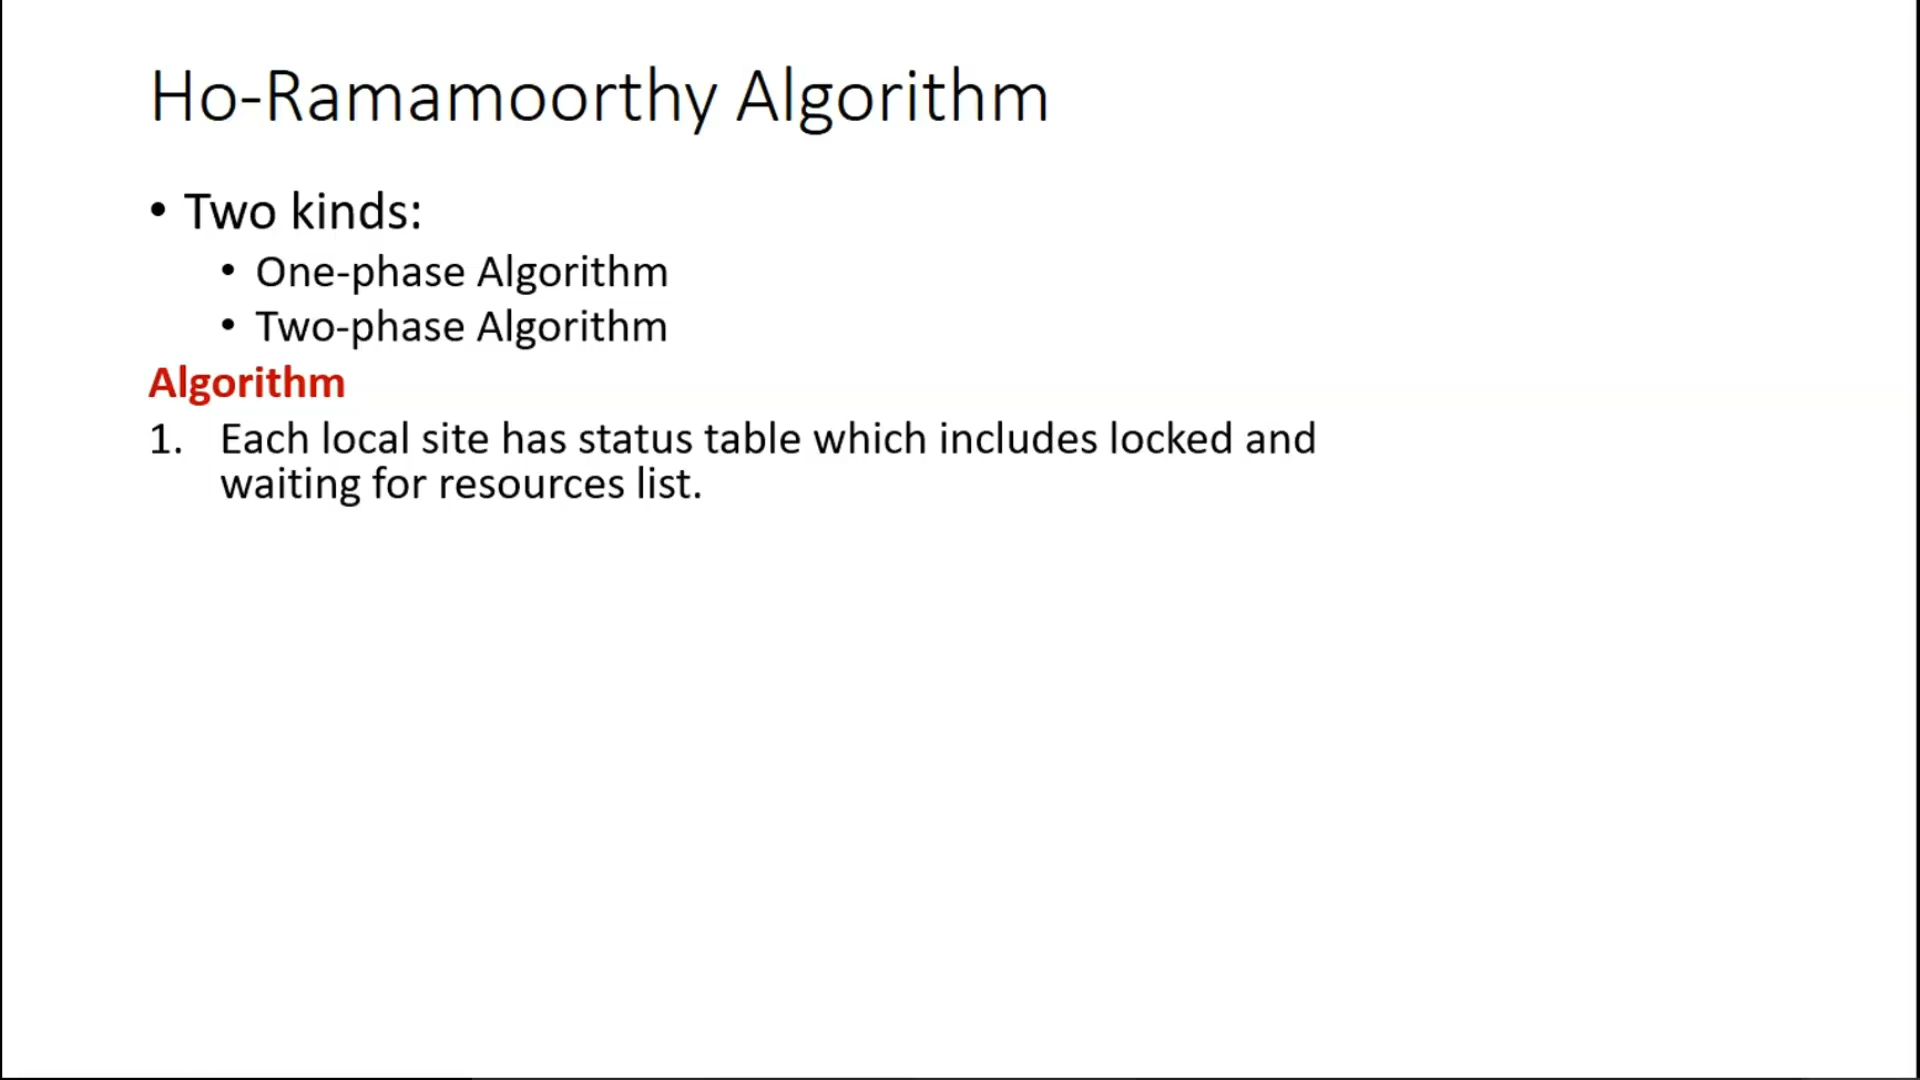 Ho-Ramamoorthy Algorithm
• Two kinds:
• One-phase Algorithm
• Two-phase Algorithm
Algorithm
1. Each local site has status table which includes locked and
waiting for resources list.